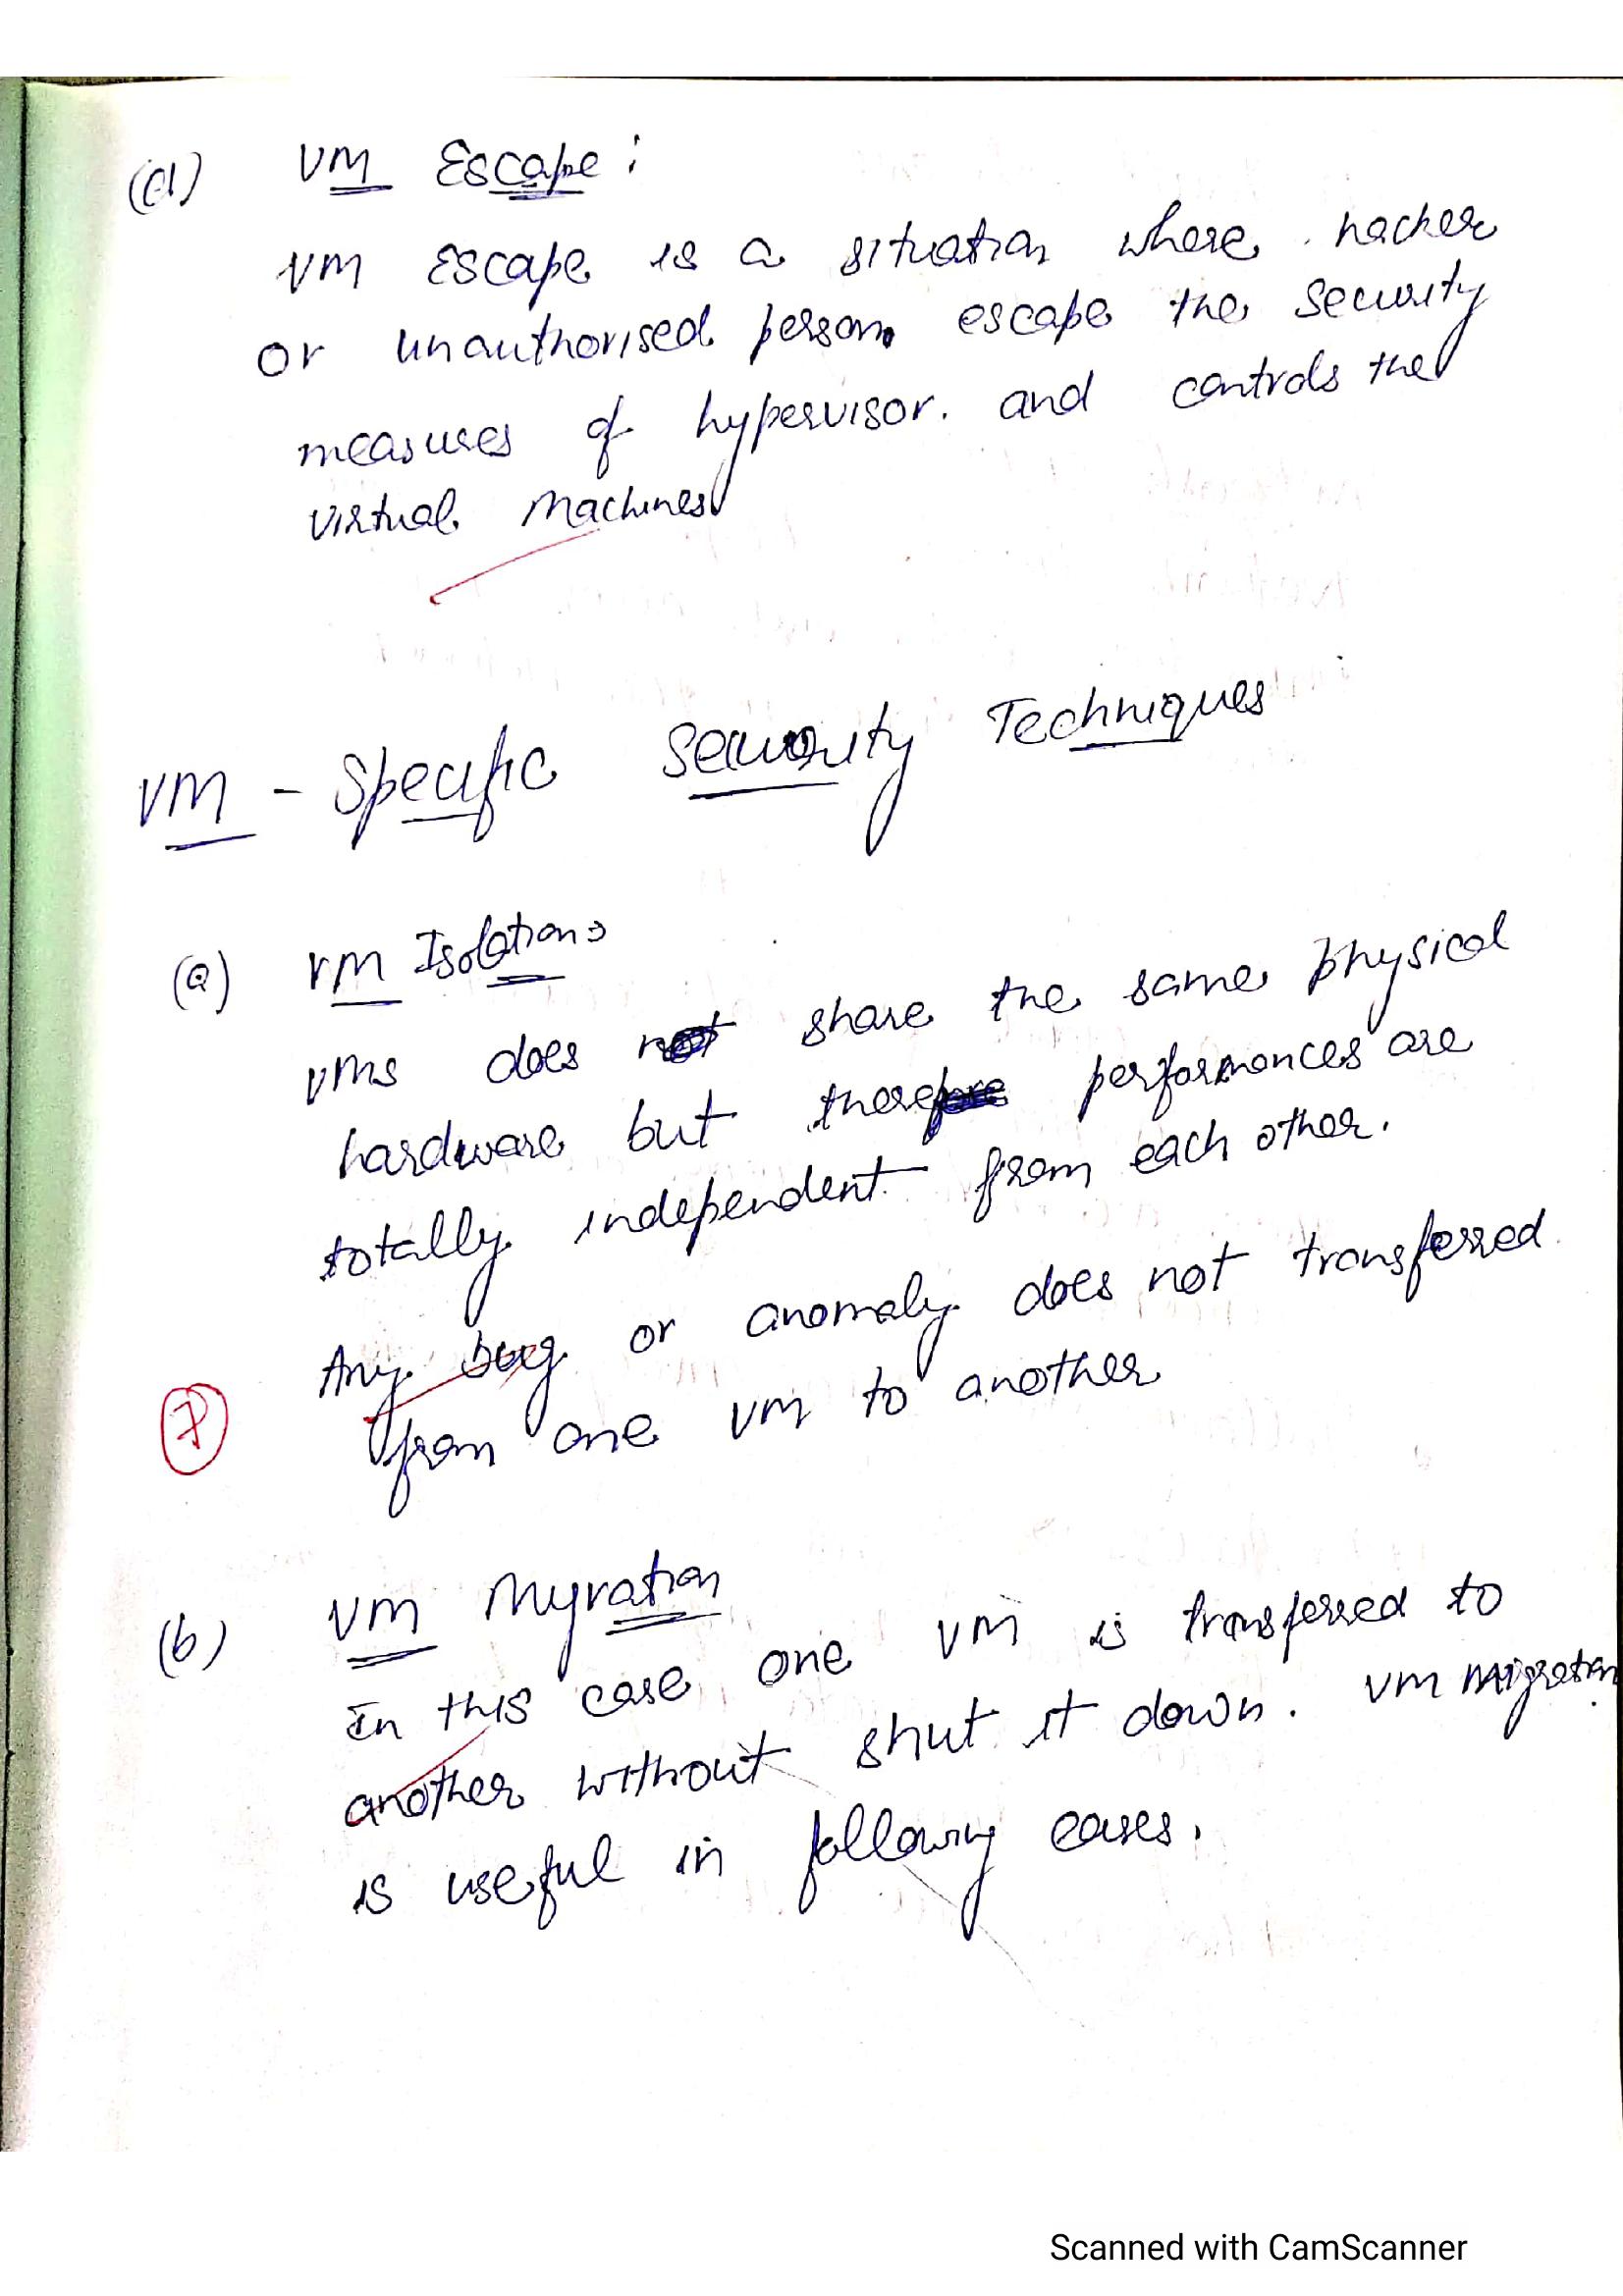 (d) VM Escape :
VM Escape is a situation where hacker
or unauthorised person escape the security
measures of hypervisor. and controls the
virtual Machines
VM - Specific Security Techniques
(a) VM Isolation
VMs does not share the same physical
hardware but there performances are
totally independent from each other.
Any bug or anomaly does not transferred
7
from one VM to another
(b) VM Mygration
In this case one VM is transferred to
another without shut it down. VM migration
is useful in following cases.
Scanned with CamScanner